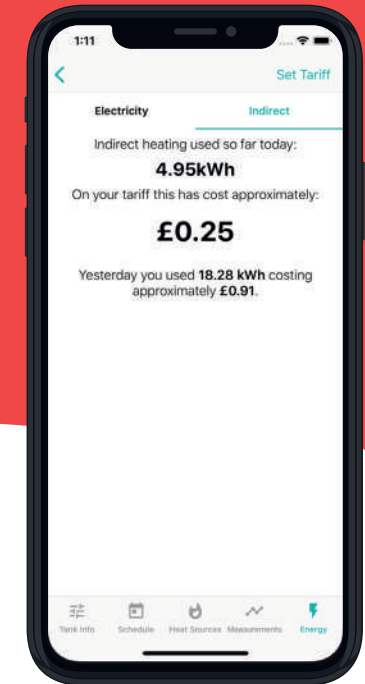 1:11
Set Tariff
Electricity Indirect
Indirect heating used so far today:
4.95kWh
On your tariff this has cost approximately:
£0.25
Yesterday you used 18.28 kWh costing
approximately £0.91.
Tank Info Schedule Heat Sources Measurements Energy